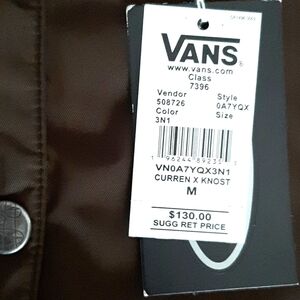 VANS
www.vans.com
Class
7396
Vendor Style
508726 0A7YQX
Color Size
3N1
VN0A7YQX3N1
CURREN X KNOST
M
$130.00
SUGG RET PRICE